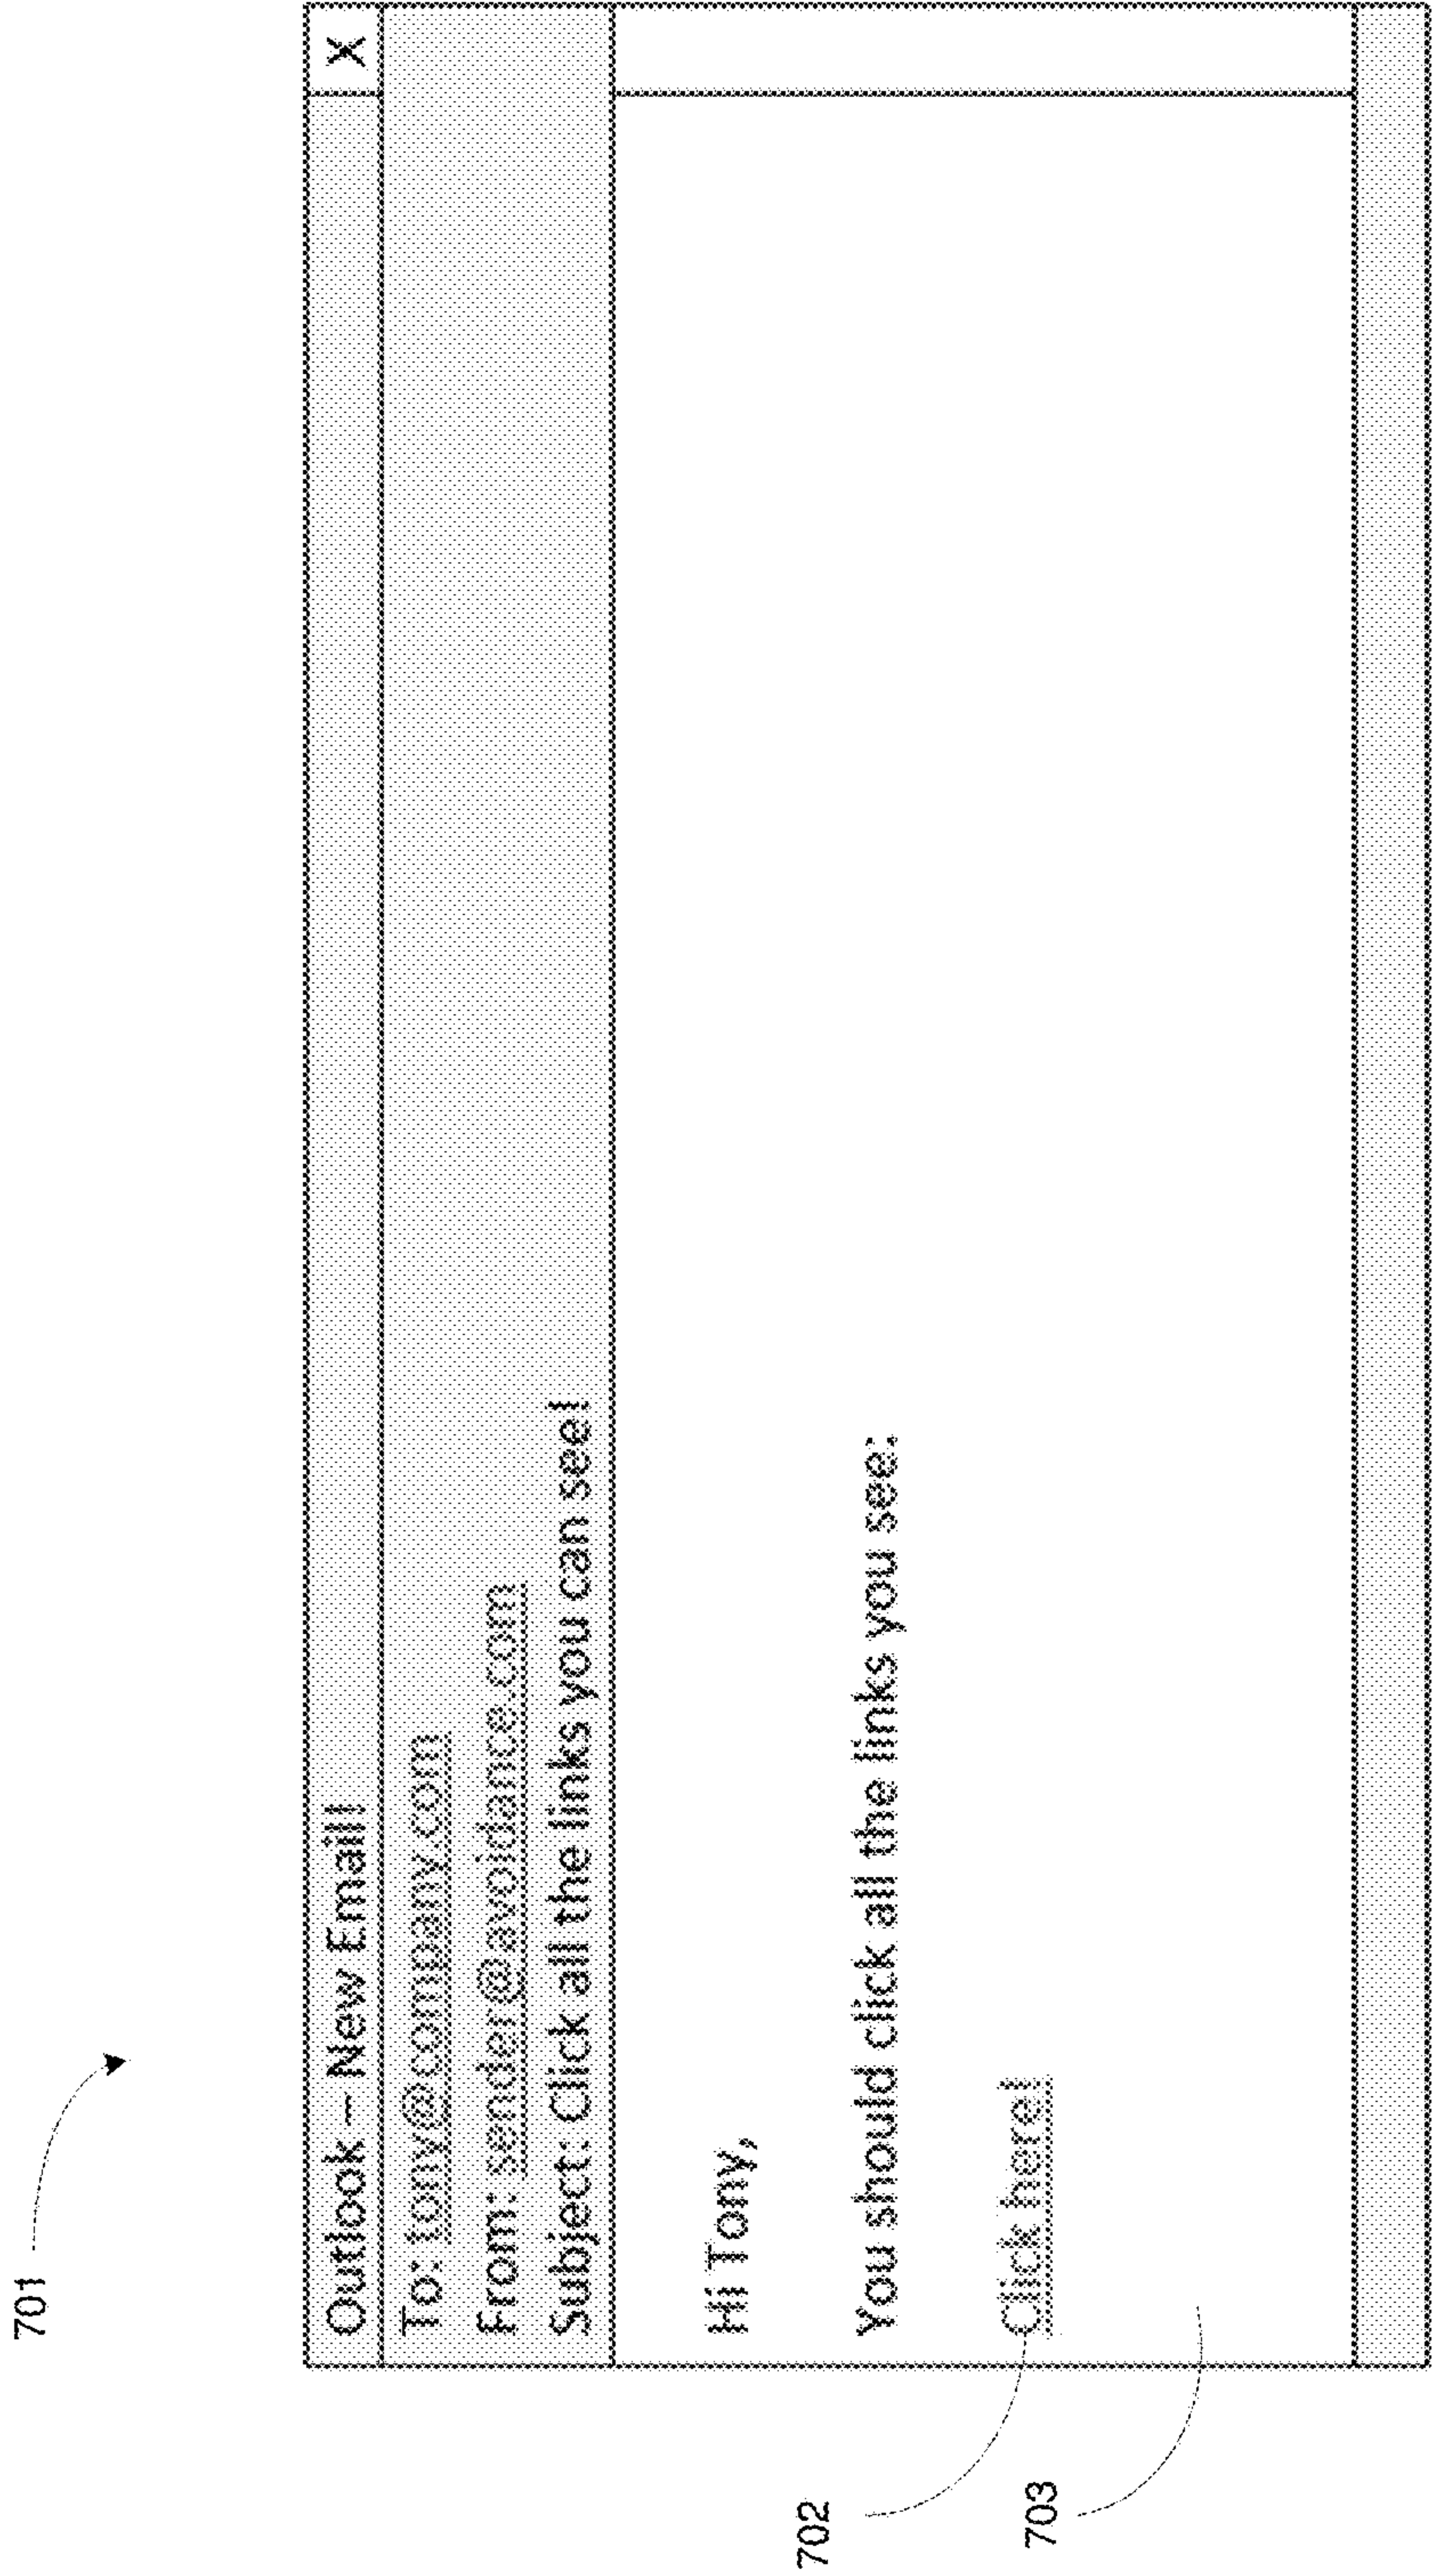 701
Outlook – New Email!
X
To: tony@company.com
From: sender@avoidance.com
Subject: Click all the links you can see!
Hi Tony,
You should click all the links you see:
702
Click here!
703